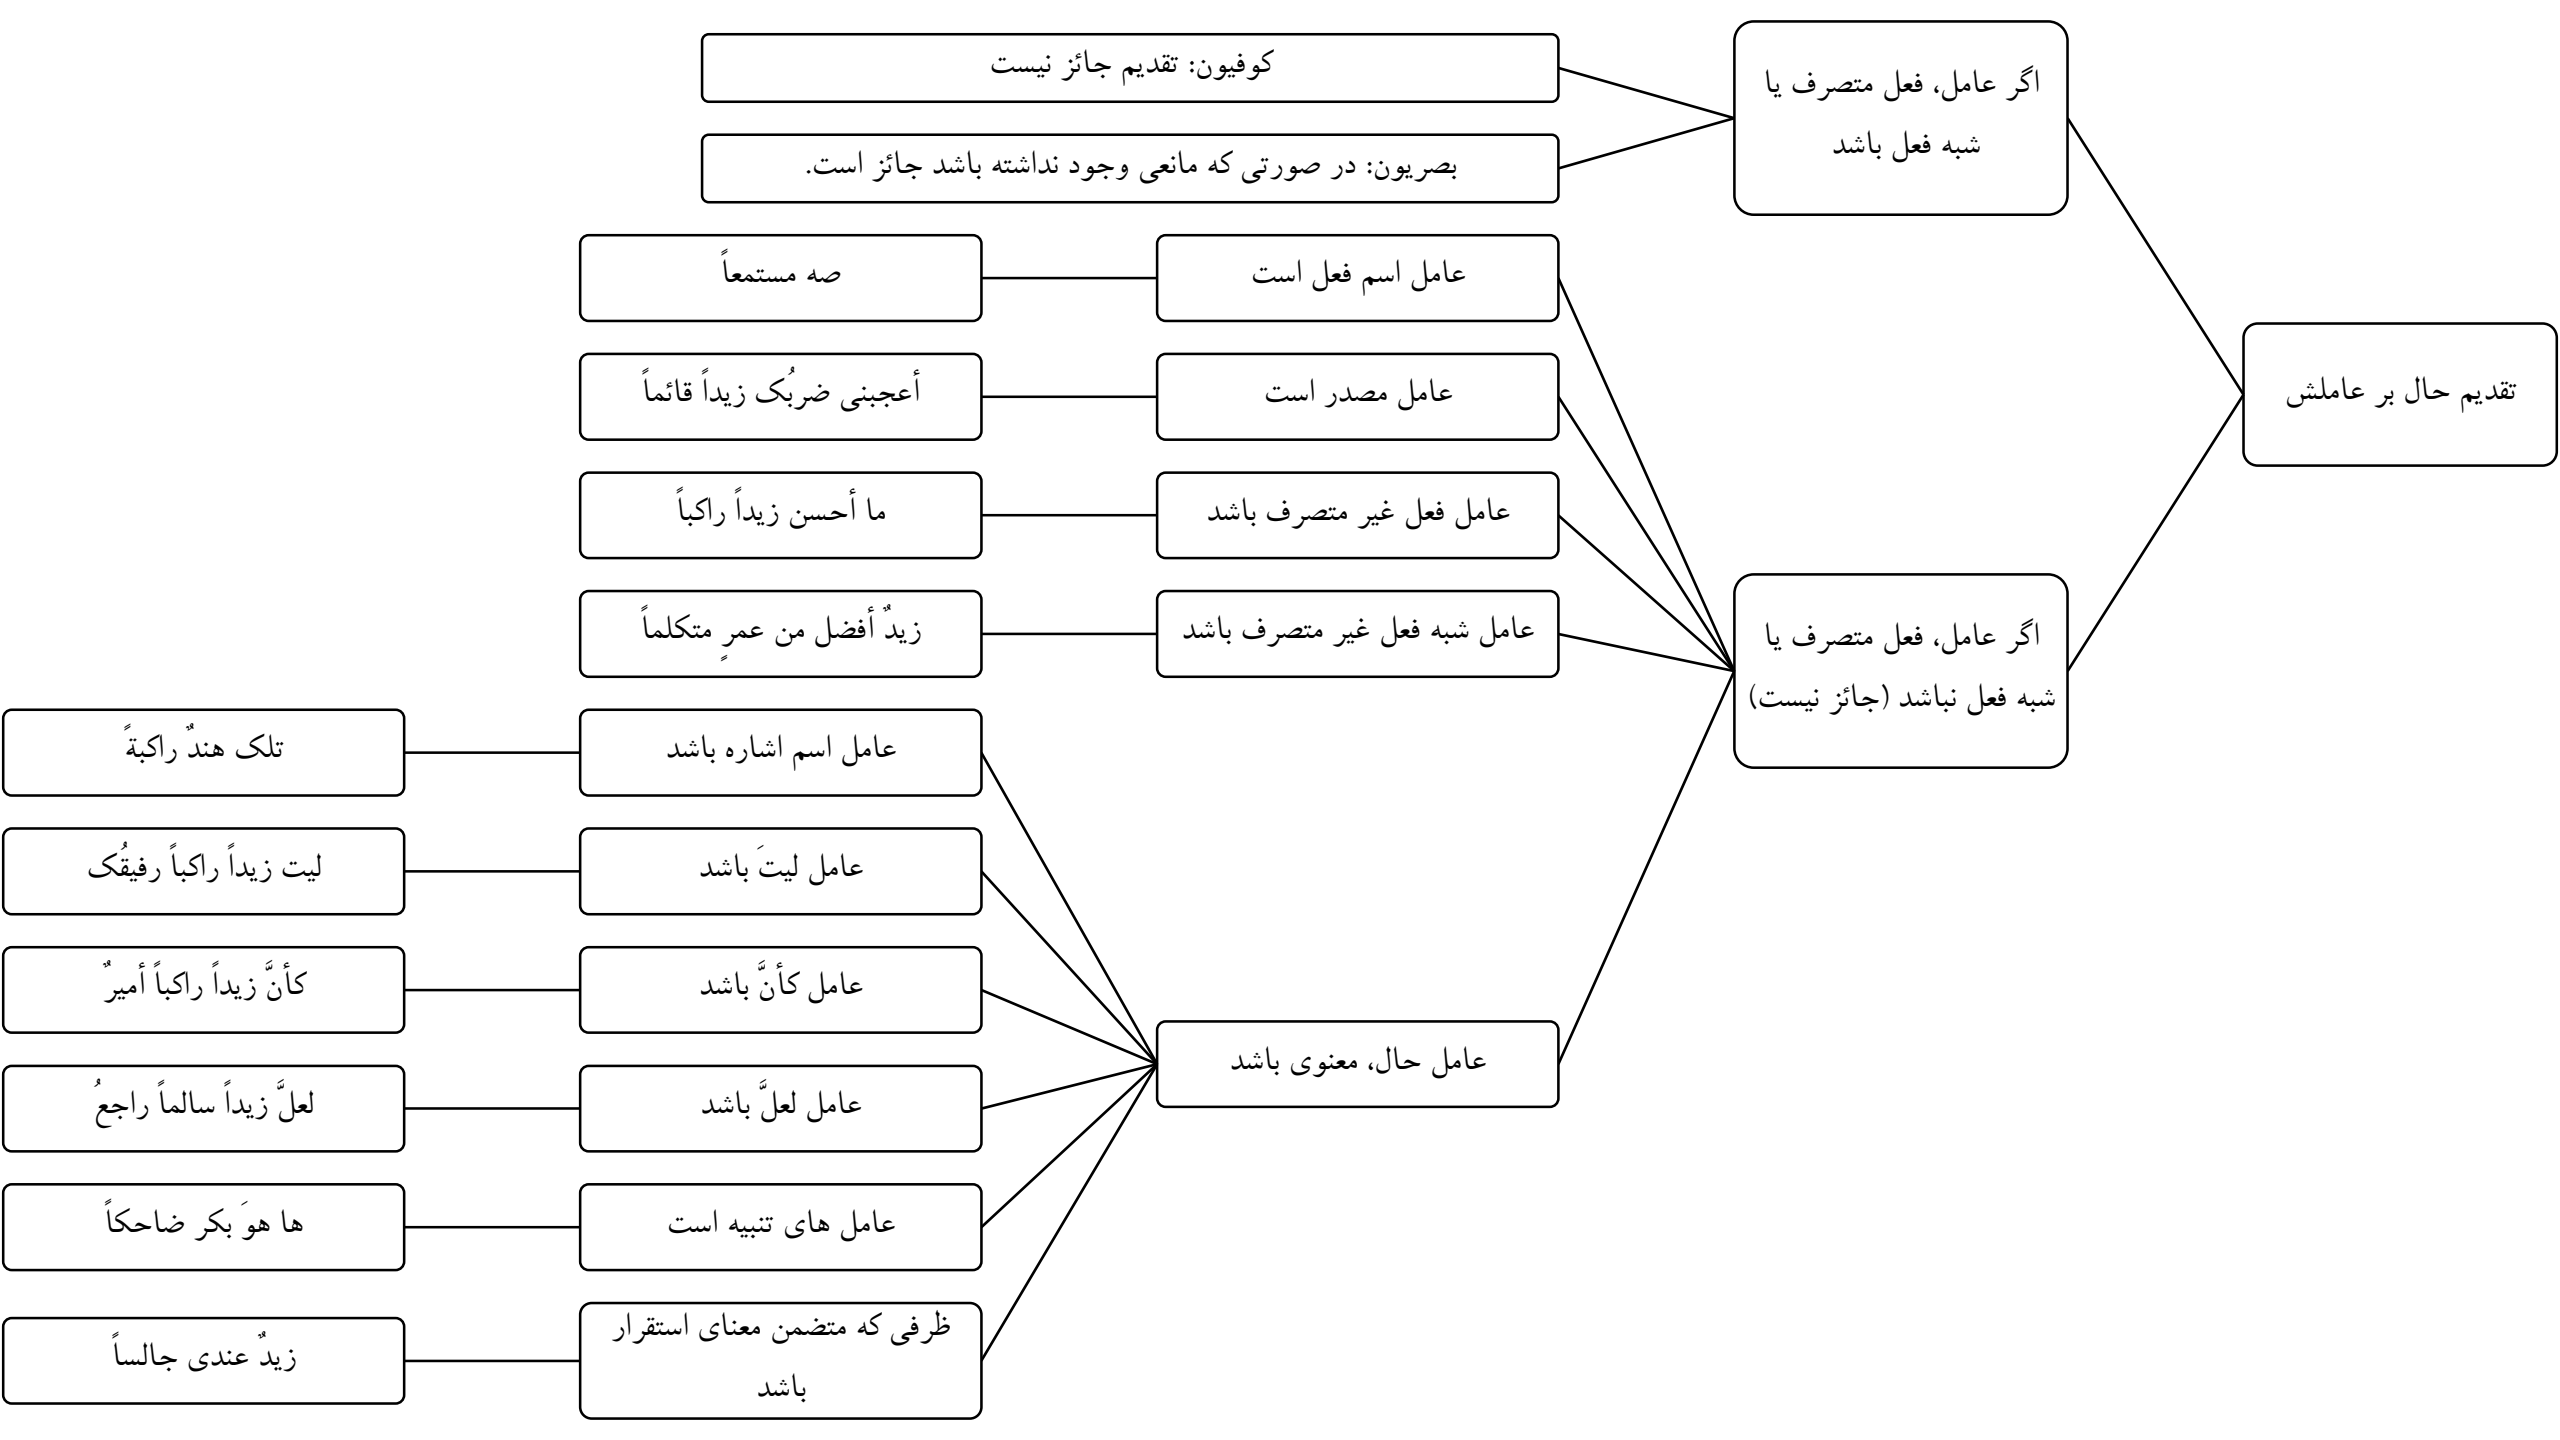 تقدیم حال بر عاملش
اگر عامل، فعل متصرف یا
شبه فعل باشد
کوفیون: تقدیم جائز نیست
بصریون: در صورتی که مانعی وجود نداشته باشد جائز است.
اگر عامل، فعل متصرف یا
شبه فعل نباشد (جائز نیست)
عامل اسم فعل است
صه مستمعاً
عامل مصدر است
أعجبنی ضربُک زیداً قائماً
عامل فعل غیر متصرف باشد
ما أحسن زیداً راکباً
عامل شبه فعل غیر متصرف باشد
زیدٌ أفضل من عمرٍ متکلماً
عامل حال، معنوی باشد
عامل اسم اشاره باشد
تلک هندٌ راکبةً
عامل لیتَ باشد
لیت زیداً راکباً رفیقُک
عامل کأنَّ باشد
کأنَّ زیداً راکباً أمیرٌ
عامل لعلَّ باشد
لعلَّ زیداً سالماً راجعُ
عامل های تنبیه است
ها هوَ بکر ضاحکاً
ظرفی که متضمن معنای استقرار
باشد
زیدٌ عندی جالساً